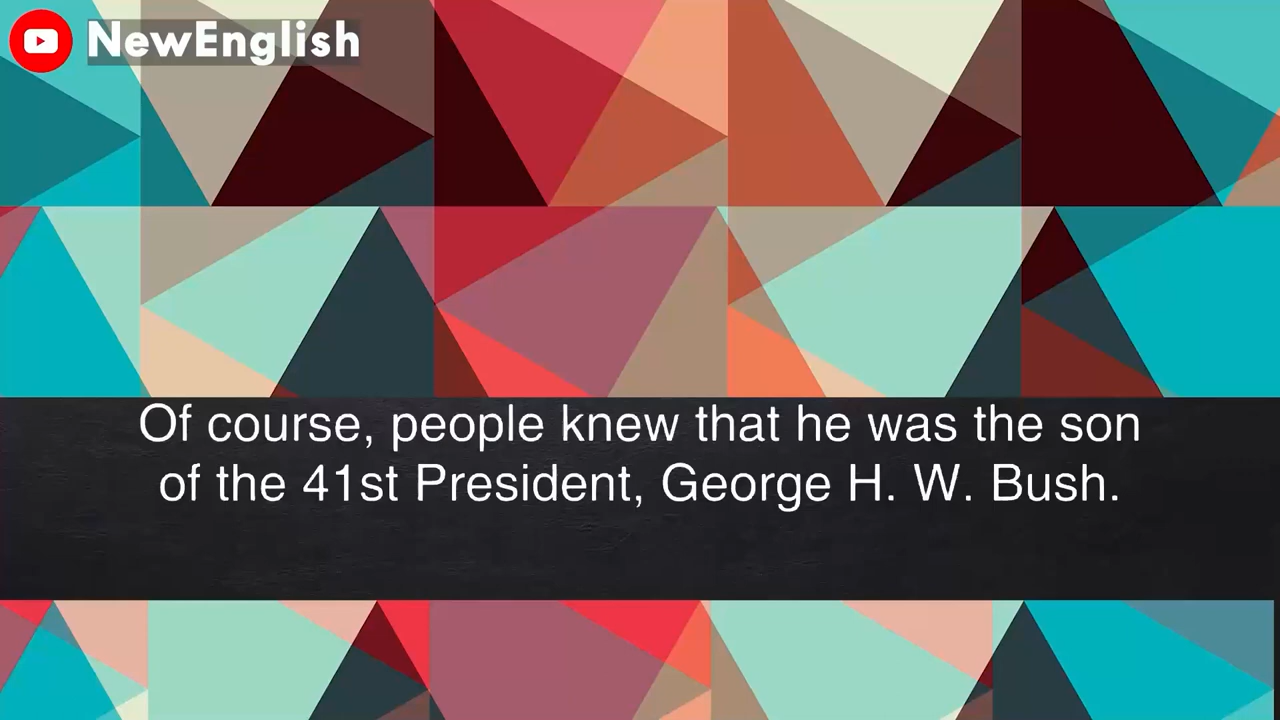 NewEnglish
Of course, people knew that he was the son
of the 41st President, George H. W. Bush.